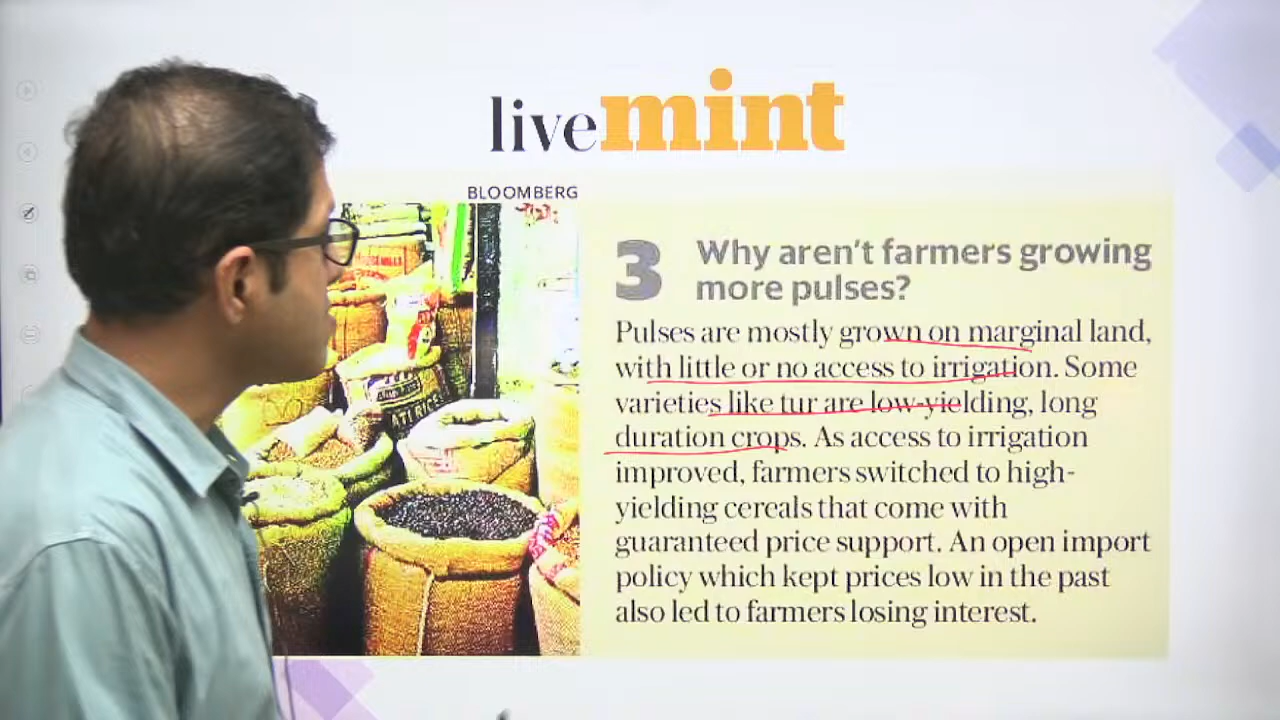 livemint
BLOOMBERG
3 Why aren't farmers growing
more pulses?
Pulses are mostly grown on marginal land,
with little or no access to irrigation. Some
varieties like tur are low-yielding, long
duration crops. As access to irrigation
improved, farmers switched to high-
yielding cereals that come with
guaranteed price support. An open import
policy which kept prices low in the past
also led to farmers losing interest.